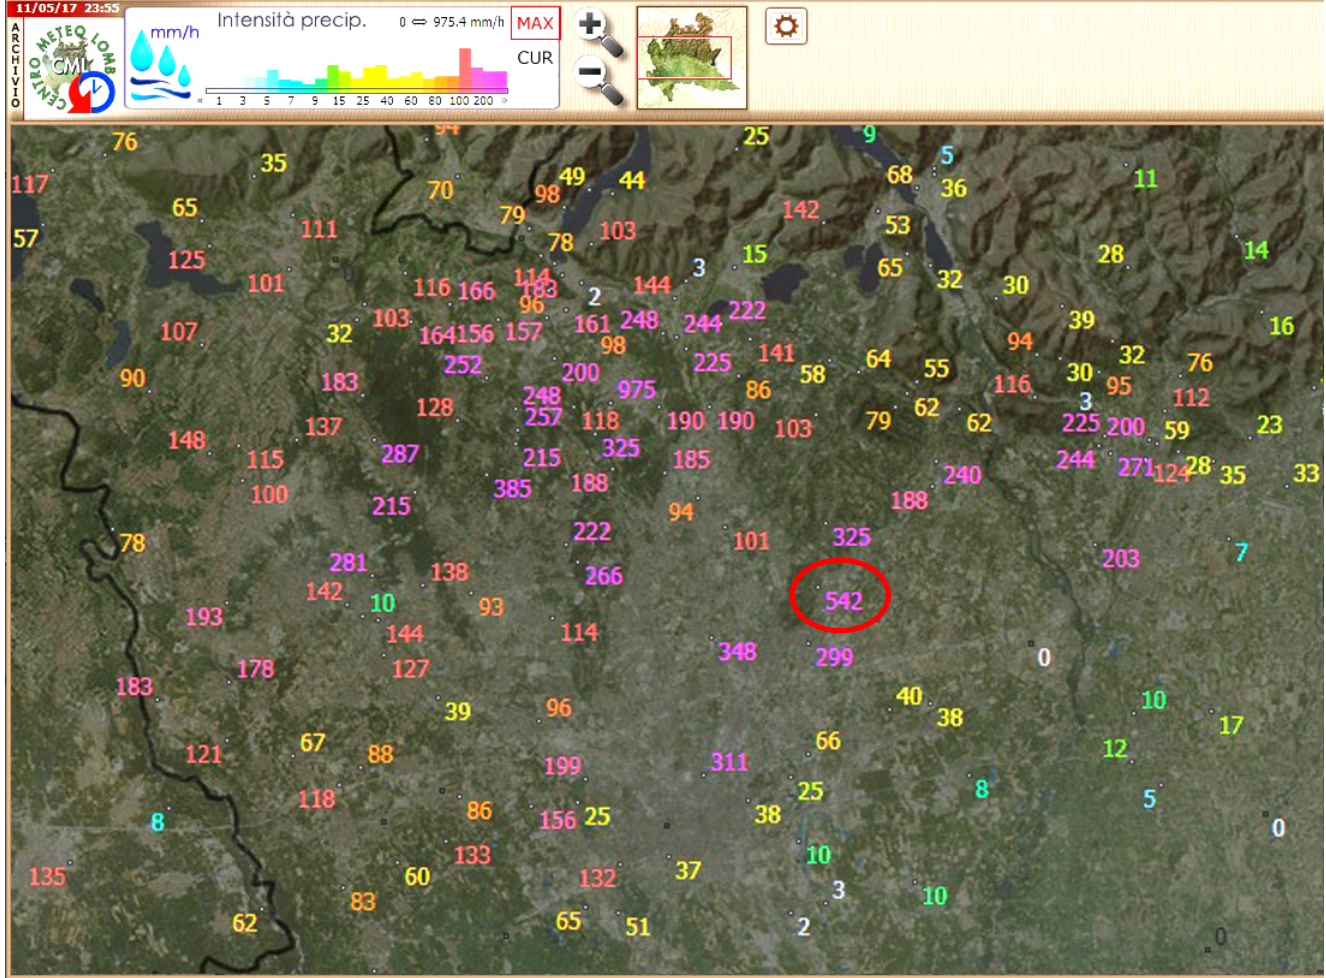 11/05/17 23:55
ARCHIVIO
CENTRO METEO LOMB
CML
mm/h
Intensità precip. 0 ⇔ 975.4 mm/h MAX
CUR
« 1 3 5 7 9 15 25 40 60 80 100 200 »
76 94 25 9
35 5
117 70 98 49 44 68 36 11
65 79 142
57 111 78 103 53
125 15 28 14
101 114 3 65 32
116 166 183 96 2 144 30
103 161 248 244 222 39 16
107 32 164 156 157 98 94
252 200 225 141 64 32
90 183 58 55 30 76
248 975 86 116 95
128 257 118 190 190 103 79 62 62 3 112
148 137 325 225 200 59 23
115 287 215 185 244 271
100 385 188 240 124 28 35 33
215 94 188
78 222 101 325 7
281 138 266 203
142 10 93 542
193 144 114
178 127 348 299 0
183
39 96 40 38 10
67 66 17
121 88 199 311 12
118 25 8 5
8 86 156 25 38 0
133 10
135 60 132 37
83 3 10
62 65 51 2 0